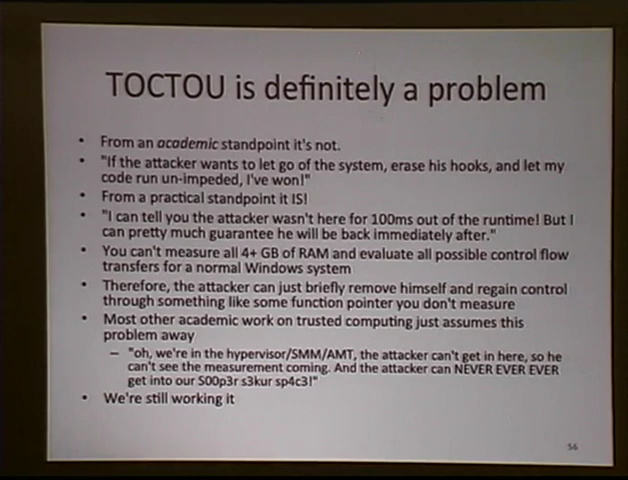 TOCTOU is definitely a problem
• From an academic standpoint it's not.
• "If the attacker wants to let go of the system, erase his hooks, and let my
code run un-impeded, I've won!"
• From a practical standpoint it IS!
• "I can tell you the attacker wasn't here for 100ms out of the runtime! But I
can pretty much guarantee he will be back immediately after."
• You can't measure all 4+ GB of RAM and evaluate all possible control flow
transfers for a normal Windows system
• Therefore, the attacker can just briefly remove himself and regain control
through something like some function pointer you don't measure
• Most other academic work on trusted computing just assumes this
problem away
– "oh, we're in the hypervisor/SMM/AMT, the attacker can't get in here, so he
can't see the measurement coming. And the attacker can NEVER EVER EVER
get into our S00p3r s3kur sp4c3!"
• We're still working it
56